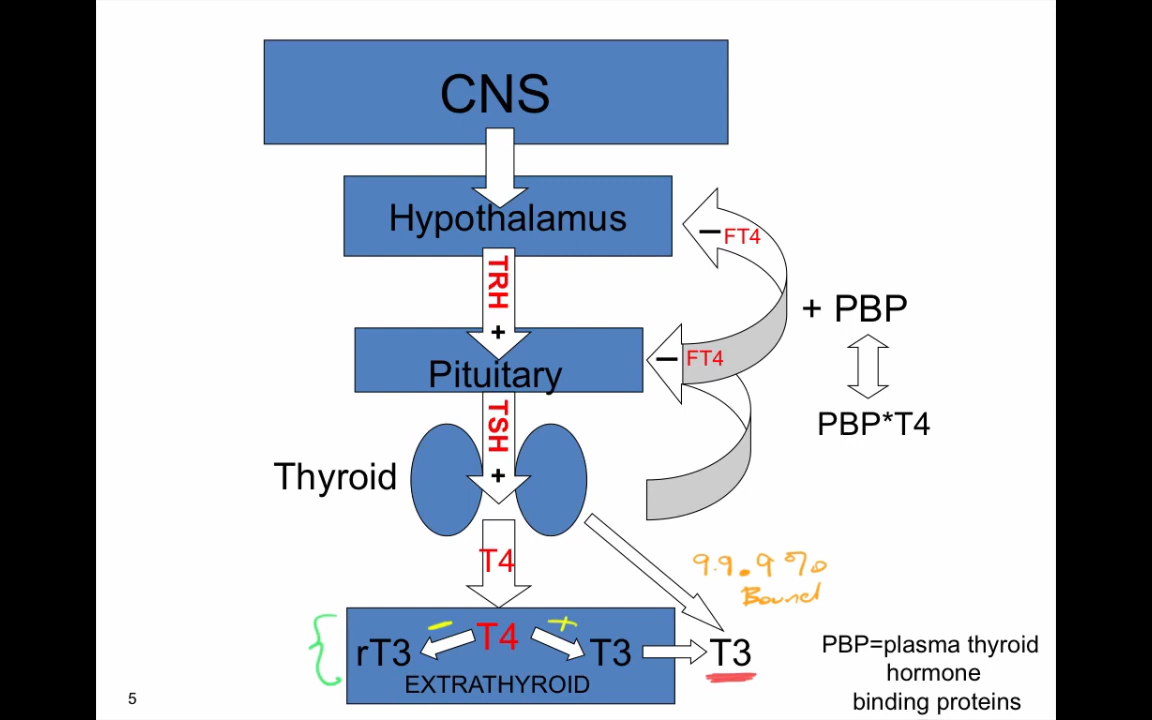 CNS
Hypothalamus
− FT4
TRH
+
+ PBP
Pituitary
− FT4
PBP*T4
TSH
+
Thyroid
T4
99.9%
Bound
− T4 +
rT3
T3
T3
EXTRATHYROID
PBP=plasma thyroid
hormone
binding proteins
5